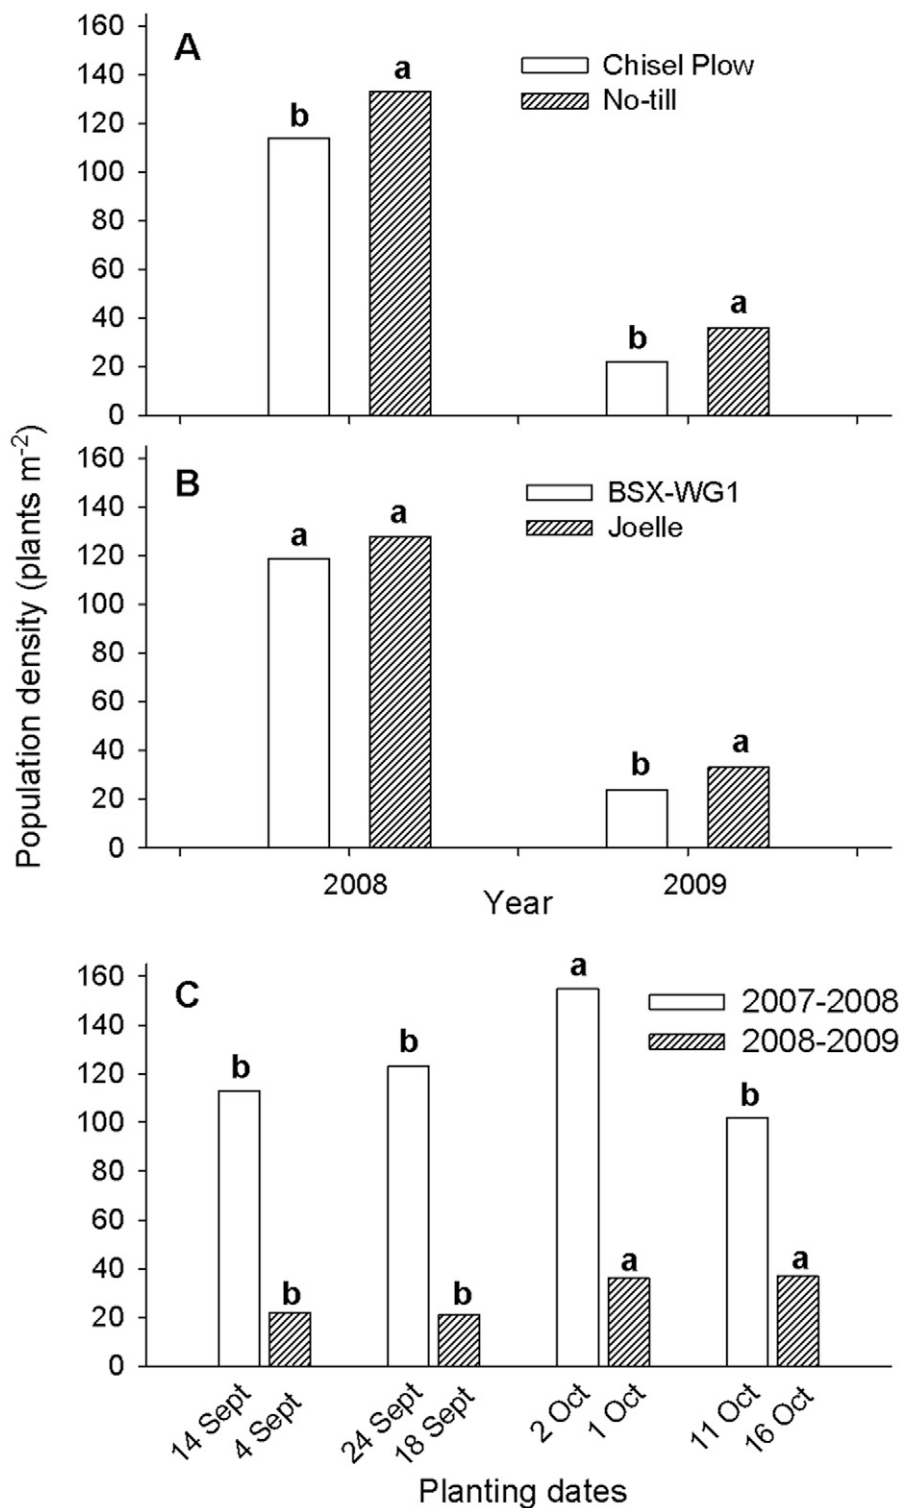 A
Chisel Plow
No-till
160
140
120
100
80
60
40
20
0
b
a
b
a
Population density (plants m⁻²)
B
BSX-WG1
Joelle
160
140
120
100
80
60
40
20
0
a
a
b
a
2008
2009
Year
C
2007-2008
2008-2009
160
140
120
100
80
60
40
20
0
b
b
b
b
a
a
b
a
14 Sept
4 Sept
24 Sept
18 Sept
2 Oct
1 Oct
11 Oct
16 Oct
Planting dates